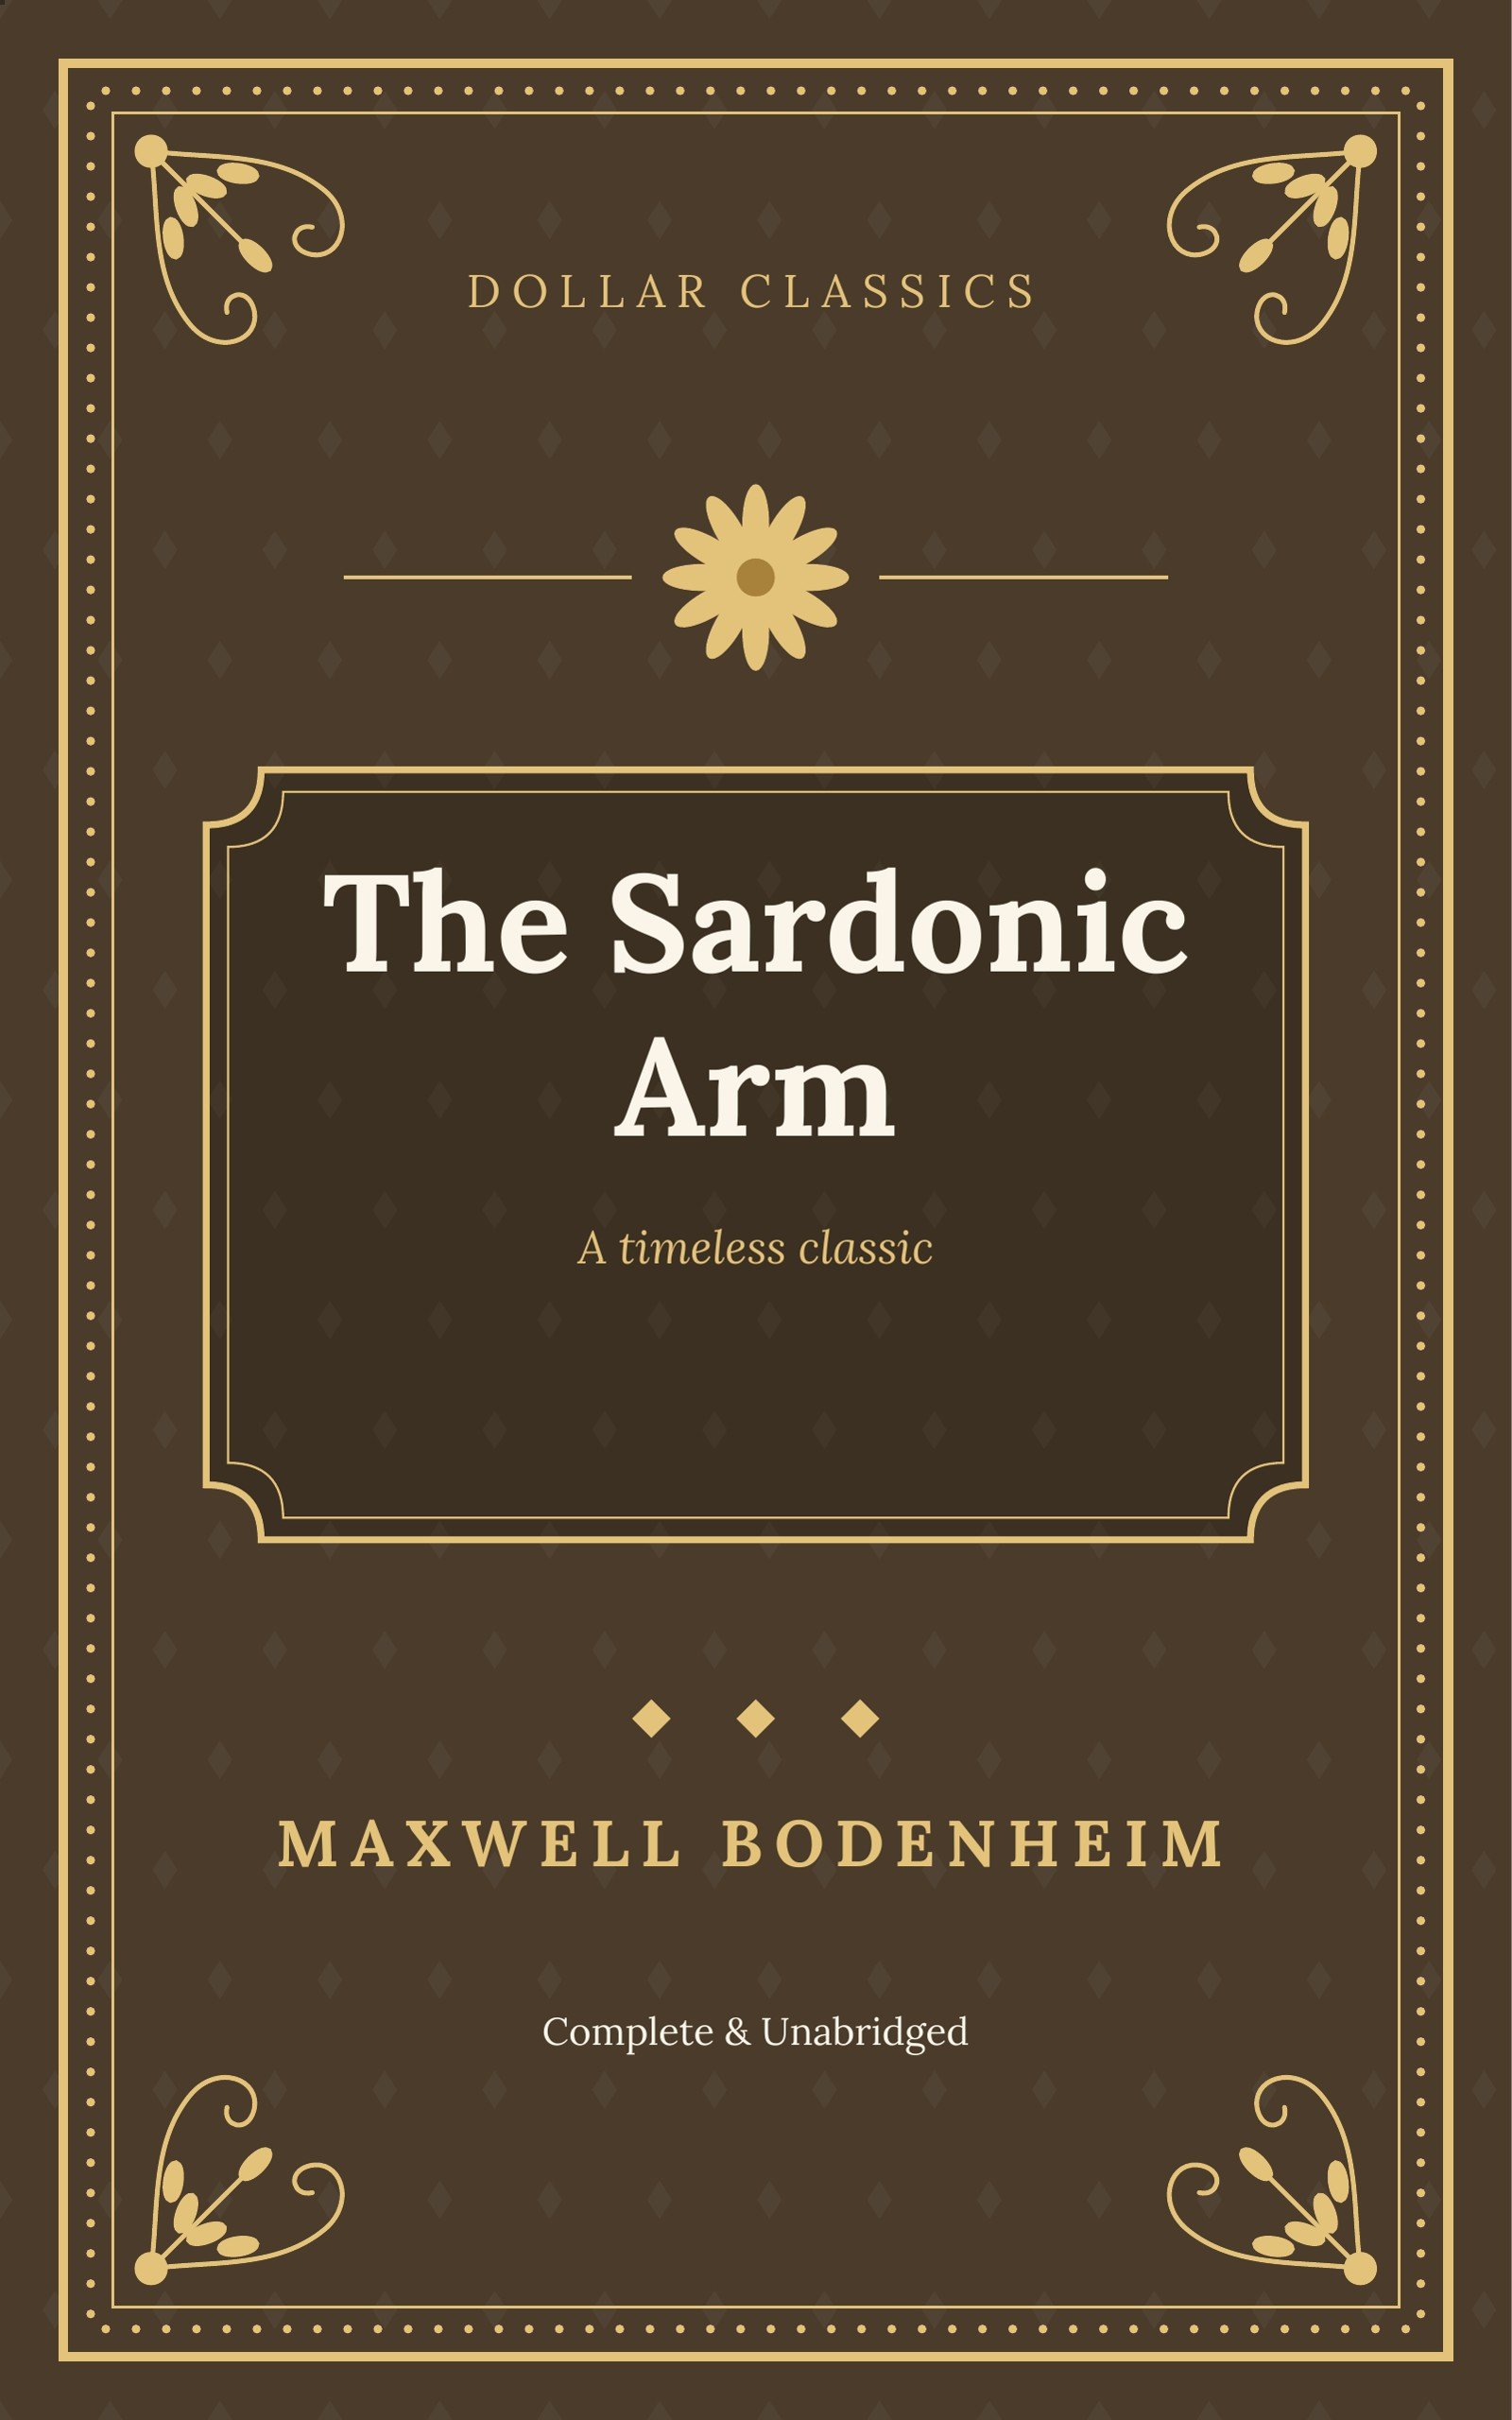 DOLLAR CLASSICS
The Sardonic
Arm
A timeless classic
MAXWELL BODENHEIM
Complete & Unabridged